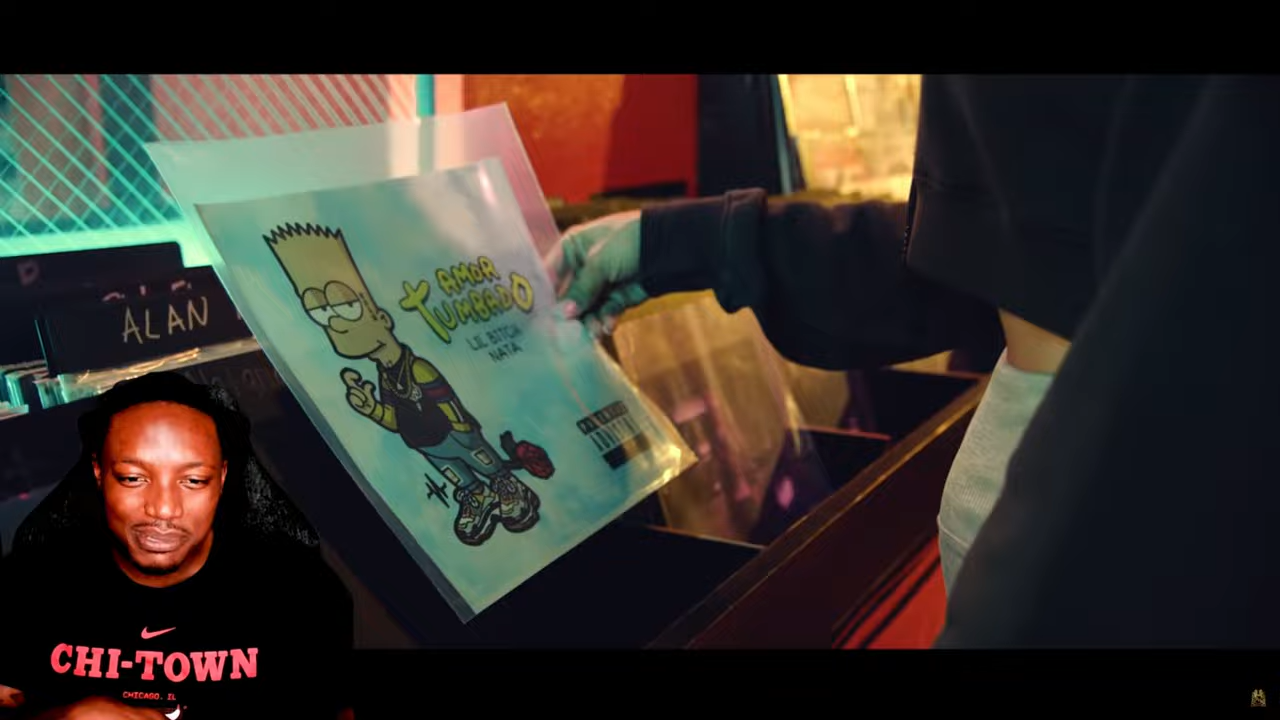 ALAN
AMOR
TUMBADO
LIL BITCH
NATA
CHI-TOWN
CHICAGO, IL